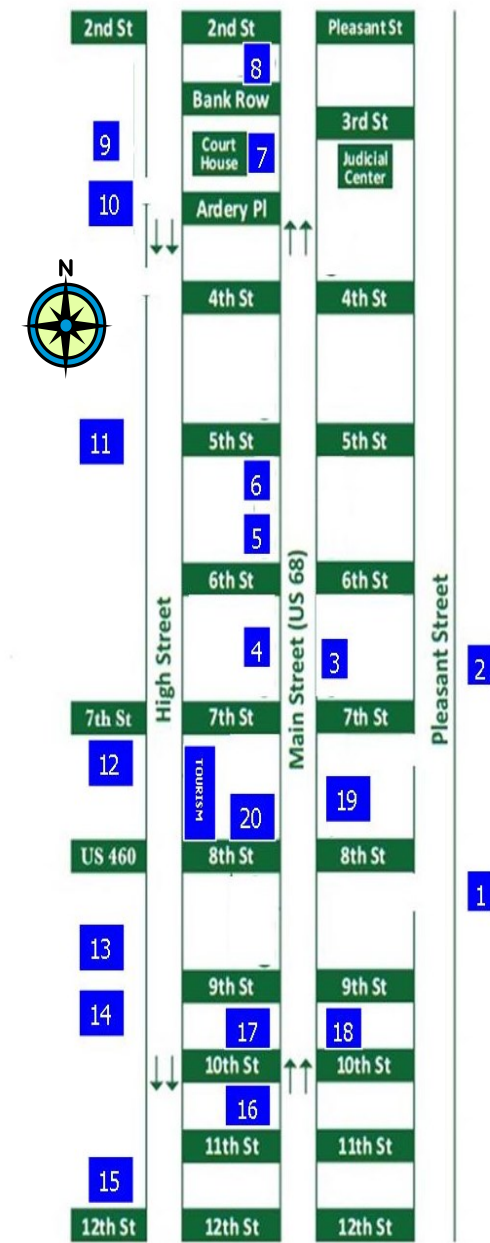 2nd St
2nd St
Pleasant St
8
Bank Row
3rd St
9
Court
House
7
Judicial
Center
10
Ardery Pl
N
4th St
4th St
11
5th St
5th St
6
5
6th St
6th St
High Street
Main Street (US 68)
Pleasant Street
4
3
2
7th St
7th St
7th St
12
TOURISM
19
20
US 460
8th St
8th St
1
13
9th St
9th St
14
17
18
10th St
10th St
16
11th St
11th St
15
12th St
12th St
12th St